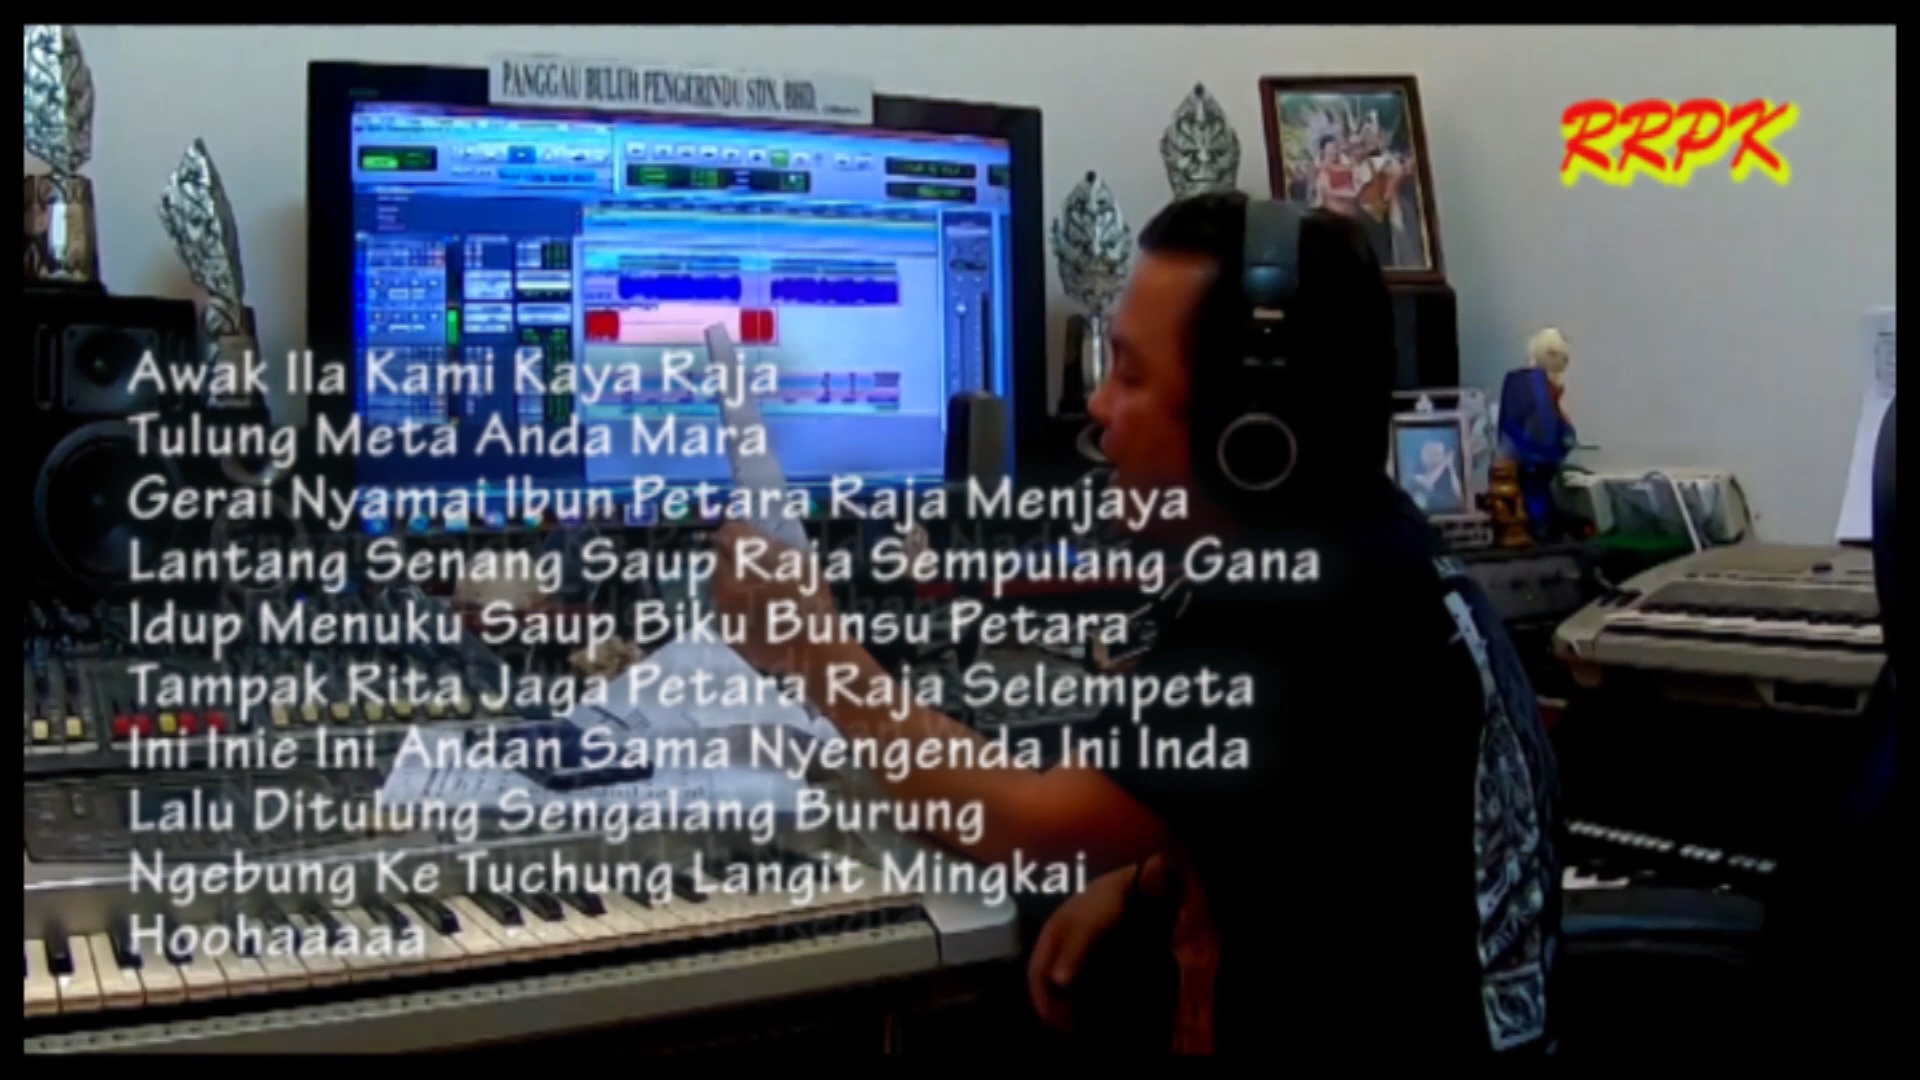 PANGGAU BULUH PENGERINDU SDN. BHD.
RRPK
Awak Ila Kami Kaya Raja
Tulung Meta Anda Mara
Gerai Nyamai Ibun Petara Raja Menjaya
Lantang Senang Saup Raja Sempulang Gana
Idup Menuku Saup Biku Bunsu Petara
Tampak Rita Jaga Petara Raja Selempeta
Ini Inie Ini Andan Sama Nyengenda Ini Inda
Lalu Ditulung Sengalang Burung
Ngebung Ke Tuchung Langit Mingkai
Hoohaaaaa